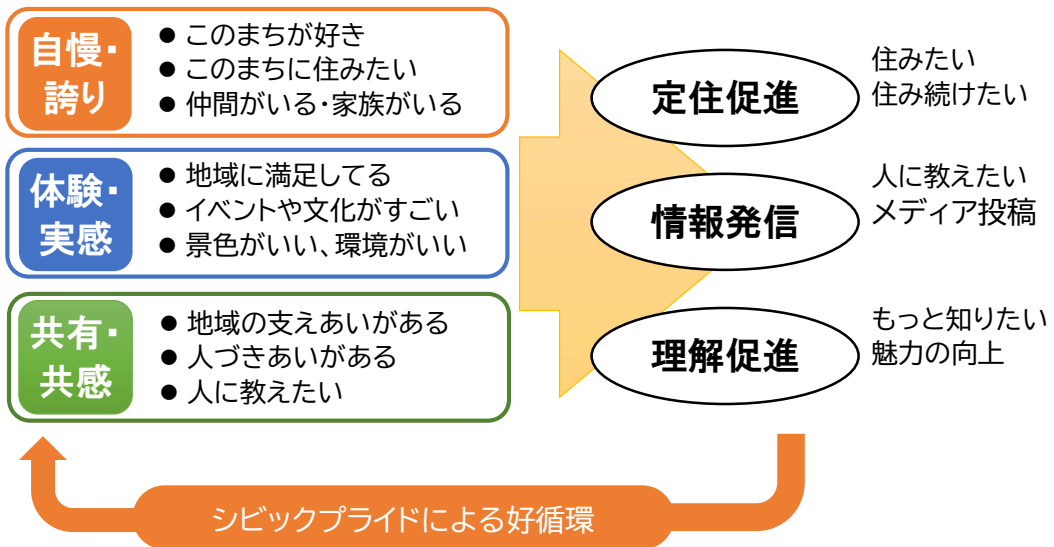 自慢・
誇り
● このまちが好き
● このまちに住みたい
● 仲間がいる・家族がいる
体験・
実感
● 地域に満足してる
● イベントや文化がすごい
● 景色がいい、環境がいい
共有・
共感
● 地域の支えあいがある
● 人づきあいがある
● 人に教えたい
定住促進
住みたい
住み続けたい
情報発信
人に教えたい
メディア投稿
理解促進
もっと知りたい
魅力の向上
シビックプライドによる好循環